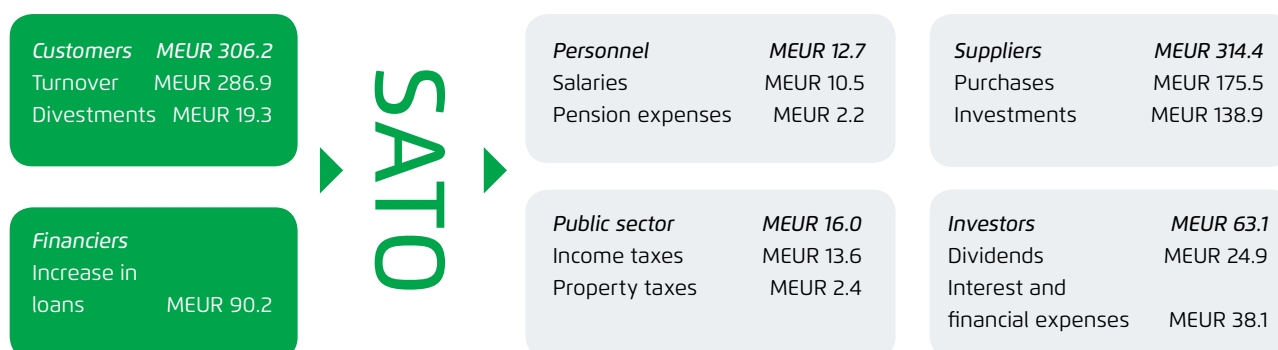 Customers MEUR 306.2
Turnover MEUR 286.9
Divestments MEUR 19.3
Financiers
Increase in
loans MEUR 90.2
SATO
Personnel MEUR 12.7
Salaries MEUR 10.5
Pension expenses MEUR 2.2
Suppliers MEUR 314.4
Purchases MEUR 175.5
Investments MEUR 138.9
Public sector MEUR 16.0
Income taxes MEUR 13.6
Property taxes MEUR 2.4
Investors MEUR 63.1
Dividends MEUR 24.9
Interest and
financial expenses MEUR 38.1